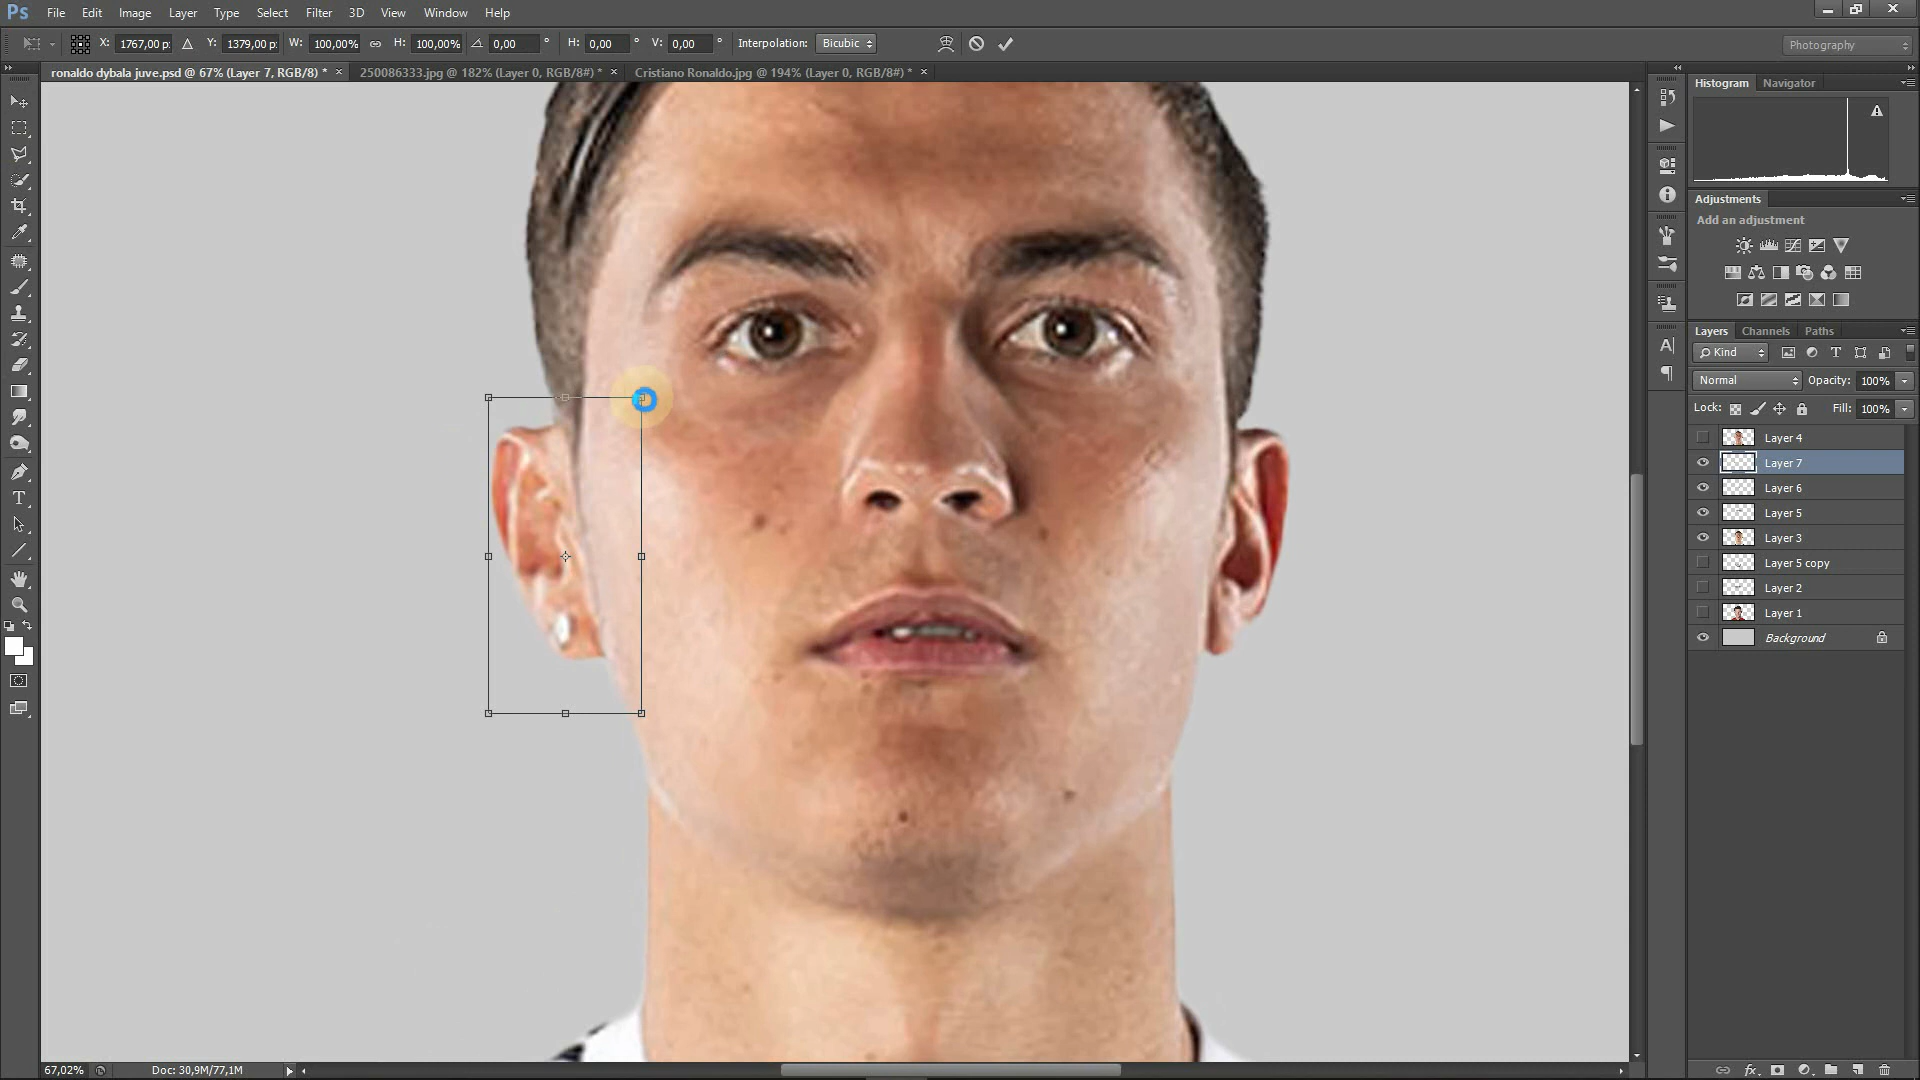 Ps File Edit Image Layer Type Select Filter 3D View Window Help
X: 1767,00 p: Y: 1379,00 p: W: 100,00% H: 100,00% 0,00 ° H: 0,00 ° V: 0,00 ° Interpolation: Bicubic Photography
ronaldo dybala juve.psd @ 67% (Layer 7, RGB/8) * × 250086333.jpg @ 182% (Layer 0, RGB/8#) * × Cristiano Ronaldo.jpg @ 194% (Layer 0, RGB/8#) * ×
Histogram Navigator
Adjustments
Add an adjustment
Layers Channels Paths
Kind
Normal Opacity: 100%
Lock: Fill: 100%
Layer 4
Layer 7
Layer 6
Layer 5
Layer 3
Layer 5 copy
Layer 2
Layer 1
Background
67,02% Doc: 30,9M/77,1M